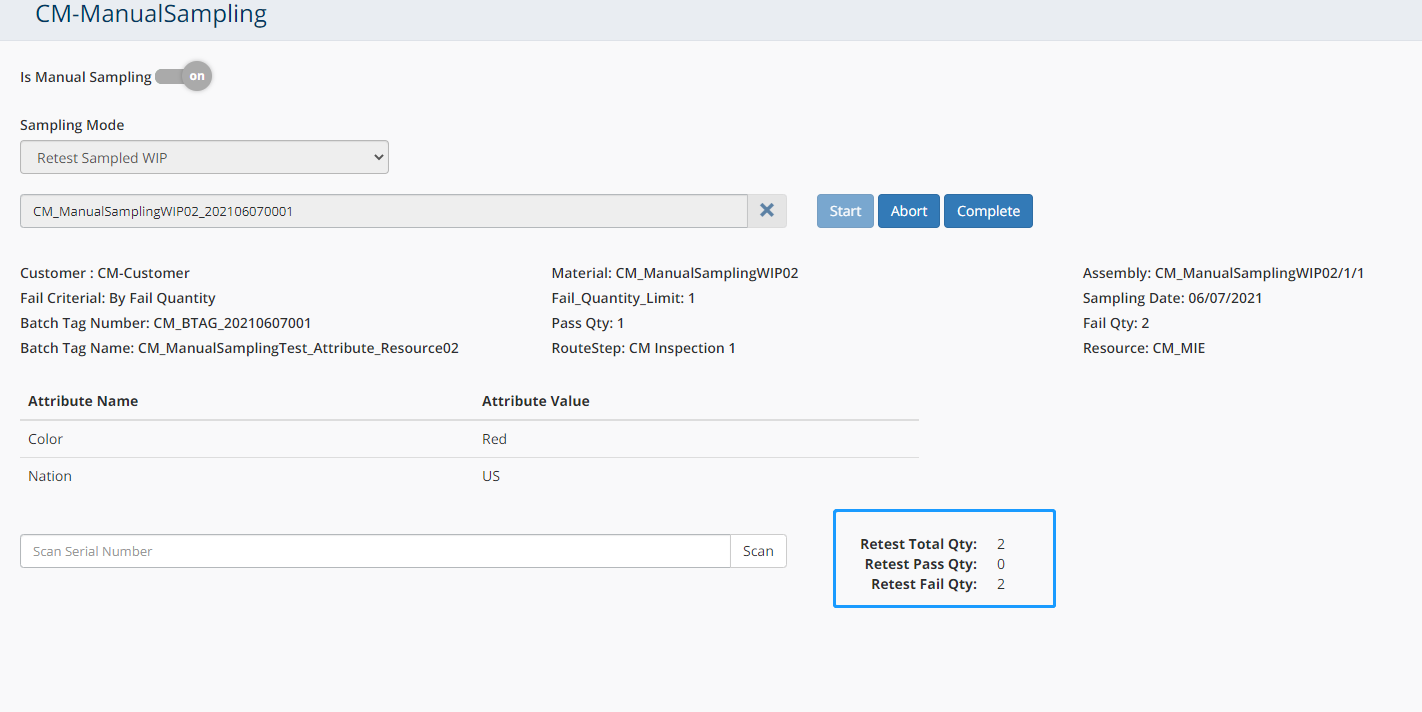 CM-ManualSampling
Is Manual Sampling on
Sampling Mode
Retest Sampled WIP
CM_ManualSamplingWIP02_202106070001 Start Abort Complete
Customer : CM-Customer Material: CM_ManualSamplingWIP02 Assembly: CM_ManualSamplingWIP02/1/1
Fail Criterial: By Fail Quantity Fail_Quantity_Limit: 1 Sampling Date: 06/07/2021
Batch Tag Number: CM_BTAG_20210607001 Pass Qty: 1 Fail Qty: 2
Batch Tag Name: CM_ManualSamplingTest_Attribute_Resource02 RouteStep: CM Inspection 1 Resource: CM_MIE
Attribute Name Attribute Value
Color Red
Nation US
Scan Serial Number Scan
Retest Total Qty: 2
Retest Pass Qty: 0
Retest Fail Qty: 2